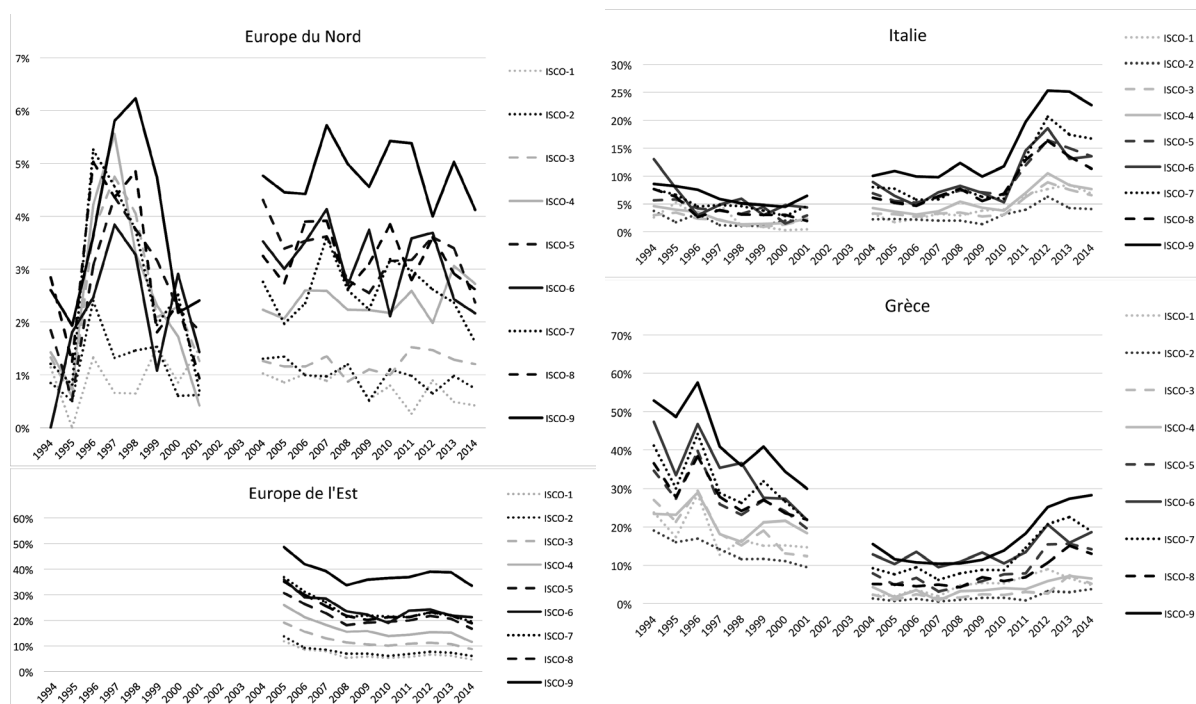 Europe du Nord
7%
6%
5%
4%
3%
2%
1%
0%
1994 1995 1996 1997 1998 1999 2000 2001 2002 2003 2004 2005 2006 2007 2008 2009 2010 2011 2012 2013 2014
ISCO-1
ISCO-2
ISCO-3
ISCO-4
ISCO-5
ISCO-6
ISCO-7
ISCO-8
ISCO-9
Europe de l'Est
60%
50%
40%
30%
20%
10%
0%
1994 1995 1996 1997 1998 1999 2000 2001 2002 2003 2004 2005 2006 2007 2008 2009 2010 2011 2012 2013 2014
ISCO-1
ISCO-2
ISCO-3
ISCO-4
ISCO-5
ISCO-6
ISCO-7
ISCO-8
ISCO-9
Italie
30%
25%
20%
15%
10%
5%
0%
1994 1995 1996 1997 1998 1999 2000 2001 2002 2003 2004 2005 2006 2007 2008 2009 2010 2011 2012 2013 2014
ISCO-1
ISCO-2
ISCO-3
ISCO-4
ISCO-5
ISCO-6
ISCO-7
ISCO-8
ISCO-9
Grèce
70%
60%
50%
40%
30%
20%
10%
0%
1994 1995 1996 1997 1998 1999 2000 2001 2002 2003 2004 2005 2006 2007 2008 2009 2010 2011 2012 2013 2014
ISCO-1
ISCO-2
ISCO-3
ISCO-4
ISCO-5
ISCO-6
ISCO-7
ISCO-8
ISCO-9